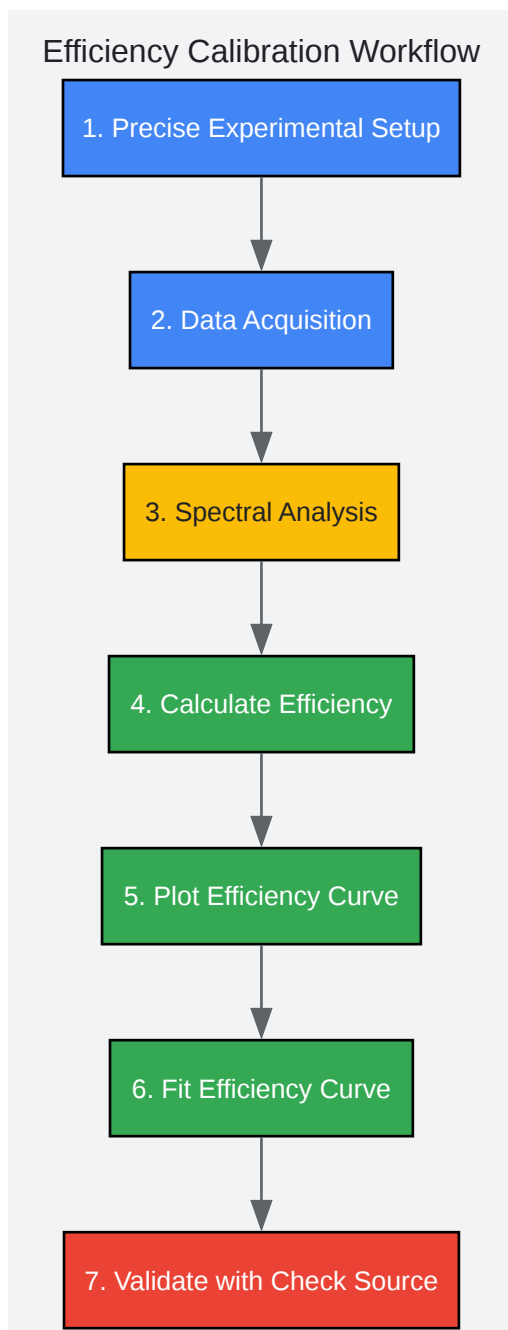 Efficiency Calibration Workflow
1. Precise Experimental Setup
2. Data Acquisition
3. Spectral Analysis
4. Calculate Efficiency
5. Plot Efficiency Curve
6. Fit Efficiency Curve
7. Validate with Check Source